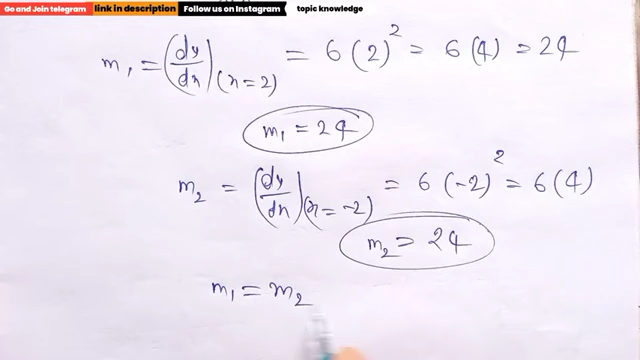 Go and Join telegram link in description Follow us on Instagram topic knowledge
m₁ = (dy/dx)(x=2) = 6(2)² = 6(4) = 24
m₁ = 24
m₂ = (dy/dx)(x=-2) = 6(-2)² = 6(4)
m₂ = 24
m₁ = m₂